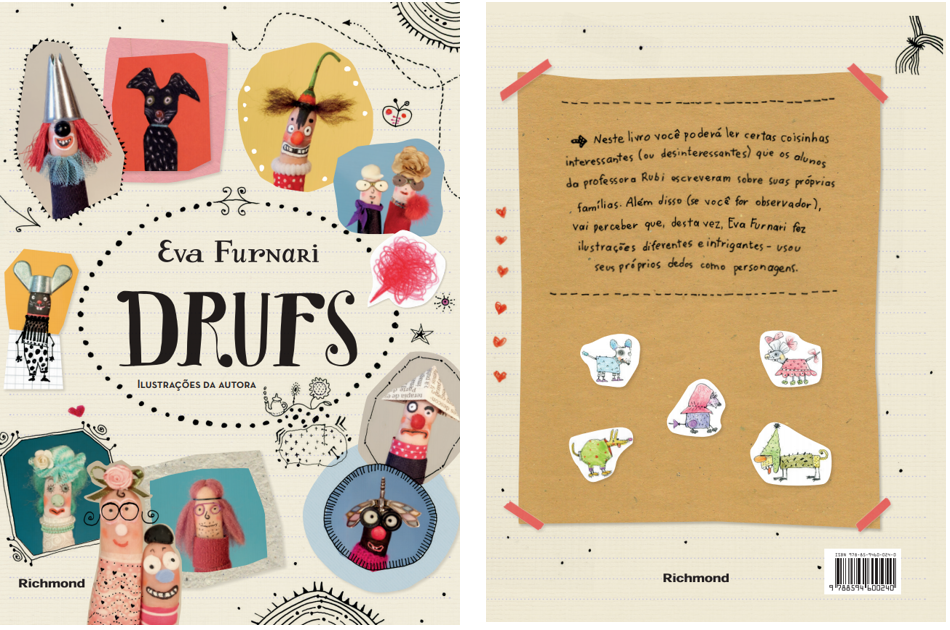 Eva Furnari
DRUFS
ILUSTRAÇÕES DA AUTORA
Richmond
Neste livro você poderá ler certas coisinhas
interessantes (ou desinteressantes) que os alunos
da professora Rubi escreveram sobre suas próprias
famílias. Além disso (se você for observador),
vai perceber que, desta vez, Eva Furnari fez
ilustrações diferentes e intrigantes - usou
seus próprios dedos como personagens.
Richmond
ISBN 978-85-9460-024-0
9 788594 600240